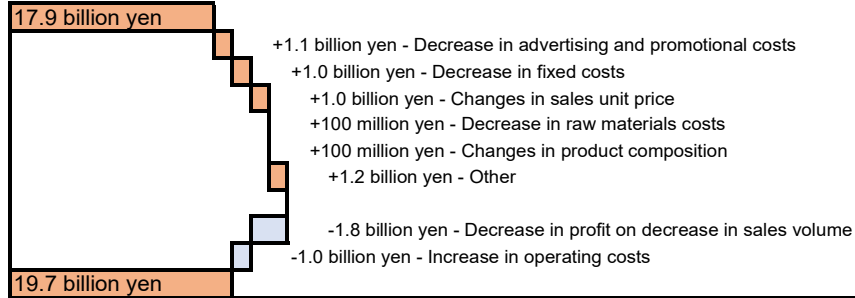 17.9 billion yen
+1.1 billion yen - Decrease in advertising and promotional costs
+1.0 billion yen - Decrease in fixed costs
+1.0 billion yen - Changes in sales unit price
+100 million yen - Decrease in raw materials costs
+100 million yen - Changes in product composition
+1.2 billion yen - Other
-1.8 billion yen - Decrease in profit on decrease in sales volume
-1.0 billion yen - Increase in operating costs
19.7 billion yen